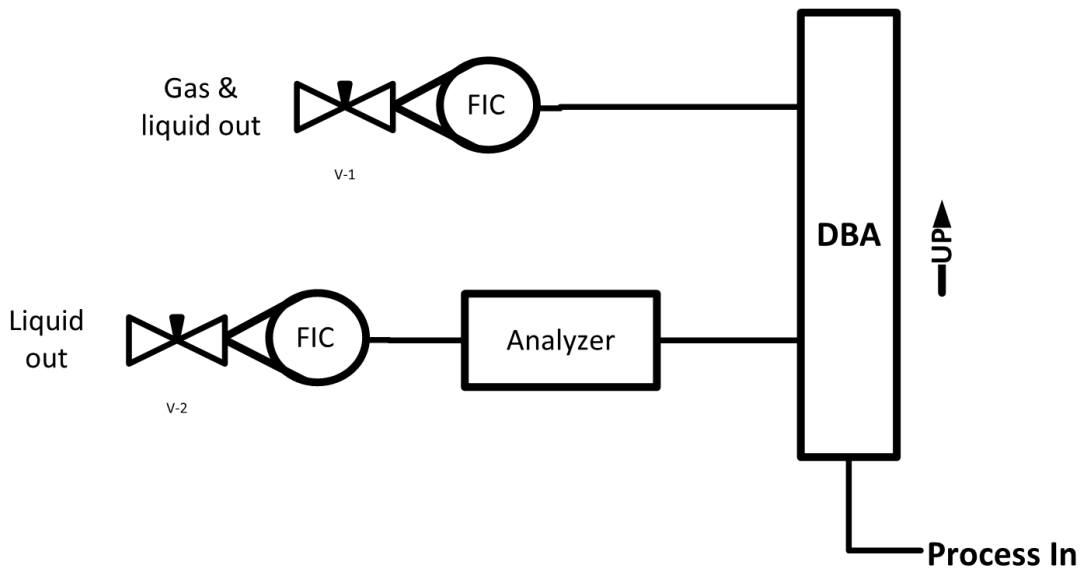 Gas &
liquid out
FIC
V-1
DBA
UP
Liquid
out
FIC
Analyzer
V-2
Process In